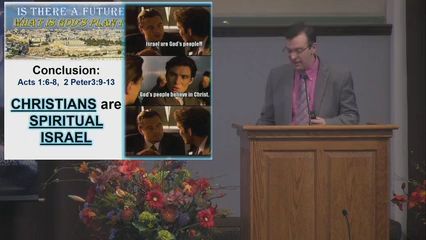 IS THERE A FUTURE
WHAT IS GOD'S PLAN F
Conclusion:
Acts 1:6-8, 2 Peter3:9-13
CHRISTIANS are
SPIRITUAL
ISRAEL
Israel are God's people!!
God's people believe in Christ.